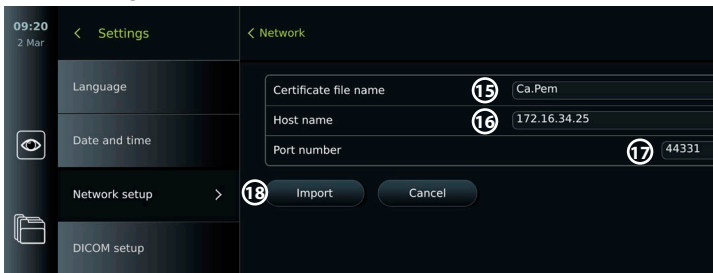 09:20
2 Mar
Settings
Network
Language
Date and time
Network setup
DICOM setup
Certificate file name 15 Ca.Pem
Host name 16 172.16.34.25
Port number 17 44331
18 Import Cancel